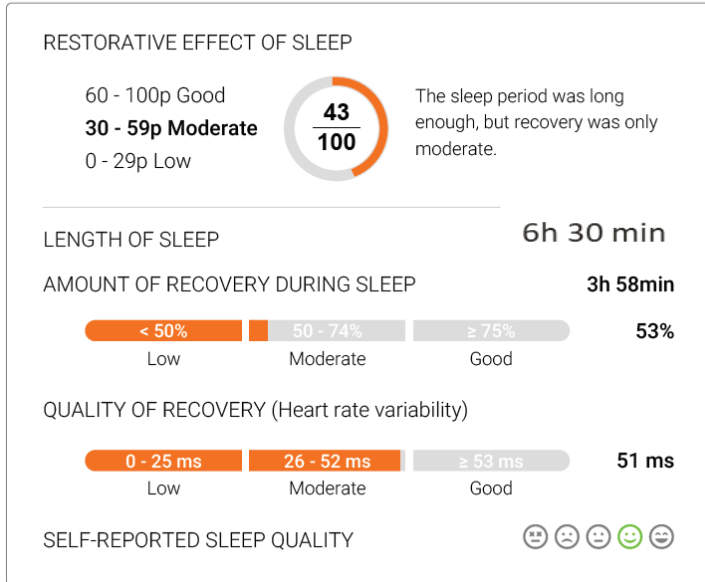 RESTORATIVE EFFECT OF SLEEP
60 - 100p Good
30 - 59p Moderate
0 - 29p Low
43
100
The sleep period was long
enough, but recovery was only
moderate.
LENGTH OF SLEEP 6h 30 min
AMOUNT OF RECOVERY DURING SLEEP 3h 58min
< 50% 50 - 74% ≥ 75% 53%
Low Moderate Good
QUALITY OF RECOVERY (Heart rate variability)
0 - 25 ms 26 - 52 ms ≥ 53 ms 51 ms
Low Moderate Good
SELF-REPORTED SLEEP QUALITY